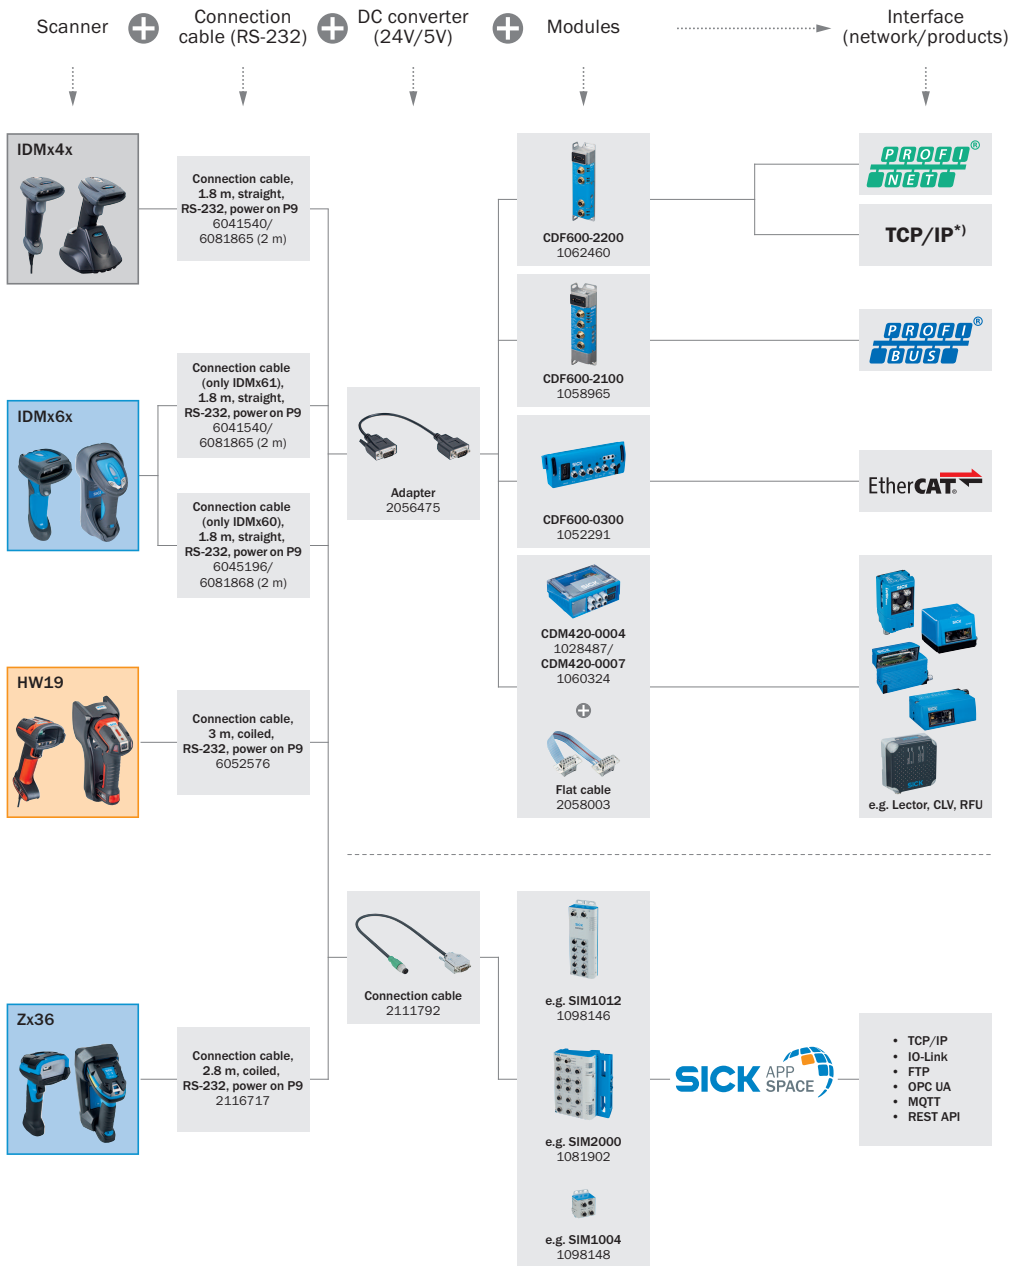 Scanner
Connection
cable (RS-232)
DC converter
(24V/5V)
Modules
Interface
(network/products)
IDMx4x
Connection cable,
1.8 m, straight,
RS-232, power on P9
6041540/
6081865 (2 m)
CDF600-2200
1062460
PROFI®
NET
TCP/IP*)
IDMx6x
Connection cable
(only IDMx61),
1.8 m, straight,
RS-232, power on P9
6041540/
6081865 (2 m)
Connection cable
(only IDMx60),
1.8 m, straight,
RS-232, power on P9
6045196/
6081868 (2 m)
Adapter
2056475
CDF600-2100
1058965
PROFI®
BUS
SICK
CDF600-0300
1052291
EtherCAT®
SICK
CDM420-0004
1028487/
CDM420-0007
1060324
Flat cable
2058003
SICK
SICK
SICK
SICK
e.g. Lector, CLV, RFU
HW19
Connection cable,
3 m, coiled,
RS-232, power on P9
6052576
Connection cable
2111792
SICK
e.g. SIM1012
1098146
Zx36
Connection cable,
2.8 m, coiled,
RS-232, power on P9
2116717
e.g. SIM2000
1081902
e.g. SIM1004
1098148
SICK APP
SPACE
• TCP/IP
• IO-Link
• FTP
• OPC UA
• MQTT
• REST API